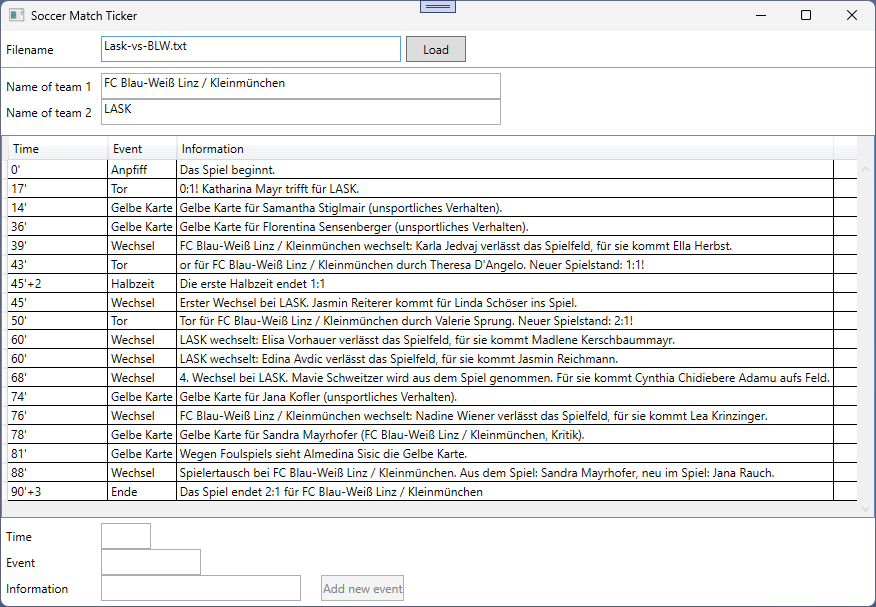 Soccer Match Ticker
Filename Lask-vs-BLW.txt Load
Name of team 1 FC Blau-Weiß Linz / Kleinmünchen
Name of team 2 LASK
Time Event Information
0' Anpfiff Das Spiel beginnt.
17' Tor 0:1! Katharina Mayr trifft für LASK.
14' Gelbe Karte Gelbe Karte für Samantha Stiglmair (unsportliches Verhalten).
36' Gelbe Karte Gelbe Karte für Florentina Sensenberger (unsportliches Verhalten).
39' Wechsel FC Blau-Weiß Linz / Kleinmünchen wechselt: Karla Jedvaj verlässt das Spielfeld, für sie kommt Ella Herbst.
43' Tor or für FC Blau-Weiß Linz / Kleinmünchen durch Theresa D'Angelo. Neuer Spielstand: 1:1!
45'+2 Halbzeit Die erste Halbzeit endet 1:1
45' Wechsel Erster Wechsel bei LASK. Jasmin Reiterer kommt für Linda Schöser ins Spiel.
50' Tor Tor für FC Blau-Weiß Linz / Kleinmünchen durch Valerie Sprung. Neuer Spielstand: 2:1!
60' Wechsel LASK wechselt: Elisa Vorhauer verlässt das Spielfeld, für sie kommt Madlene Kerschbaummayr.
60' Wechsel LASK wechselt: Edina Avdic verlässt das Spielfeld, für sie kommt Jasmin Reichmann.
68' Wechsel 4. Wechsel bei LASK. Mavie Schweitzer wird aus dem Spiel genommen. Für sie kommt Cynthia Chidiebere Adamu aufs Feld.
74' Gelbe Karte Gelbe Karte für Jana Kofler (unsportliches Verhalten).
76' Wechsel FC Blau-Weiß Linz / Kleinmünchen wechselt: Nadine Wiener verlässt das Spielfeld, für sie kommt Lea Krinzinger.
78' Gelbe Karte Gelbe Karte für Sandra Mayrhofer (FC Blau-Weiß Linz / Kleinmünchen, Kritik).
81' Gelbe Karte Wegen Foulspiels sieht Almedina Sisic die Gelbe Karte.
88' Wechsel Spielertausch bei FC Blau-Weiß Linz / Kleinmünchen. Aus dem Spiel: Sandra Mayrhofer, neu im Spiel: Jana Rauch.
90'+3 Ende Das Spiel endet 2:1 für FC Blau-Weiß Linz / Kleinmünchen
Time
Event
Information Add new event